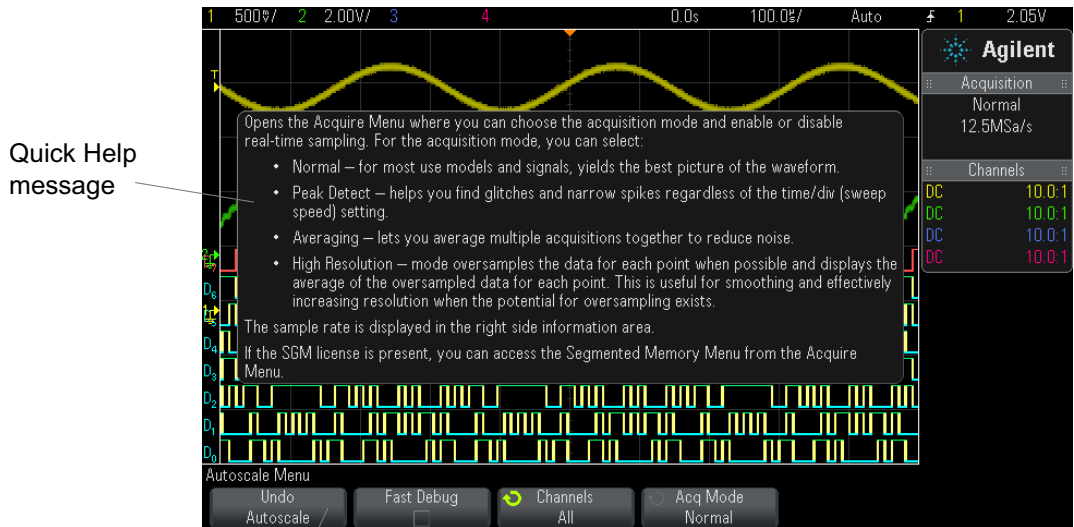 1 500㎷/ 2 2.00V/ 3 4 0.0s 100.0㎲/ Auto 1 2.05V
Agilent
Acquisition
Normal
12.5MSa/s
Channels
DC 10.0:1
DC 10.0:1
DC 10.0:1
DC 10.0:1
Quick Help
message
T
Opens the Acquire Menu where you can choose the acquisition mode and enable or disable
real-time sampling. For the acquisition mode, you can select:
• Normal – for most use models and signals, yields the best picture of the waveform.
• Peak Detect – helps you find glitches and narrow spikes regardless of the time/div (sweep
speed) setting.
• Averaging – lets you average multiple acquisitions together to reduce noise.
• High Resolution – mode oversamples the data for each point when possible and displays the
average of the oversampled data for each point. This is useful for smoothing and effectively
increasing resolution when the potential for oversampling exists.
The sample rate is displayed in the right side information area.
If the SGM license is present, you can access the Segmented Memory Menu from the Acquire
Menu.
D6
D4
D3
D2
D1
D0
Autoscale Menu
Undo
Autoscale
Fast Debug
Channels
All
Acq Mode
Normal